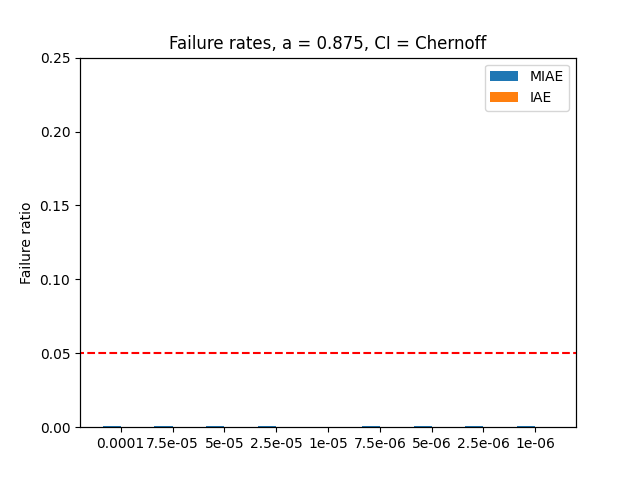 Failure rates, a = 0.875, CI = Chernoff
MIAE
IAE
Failure ratio
0.25
0.20
0.15
0.10
0.05
0.00
0.0001 7.5e-05 5e-05 2.5e-05 1e-05 7.5e-06 5e-06 2.5e-06 1e-06